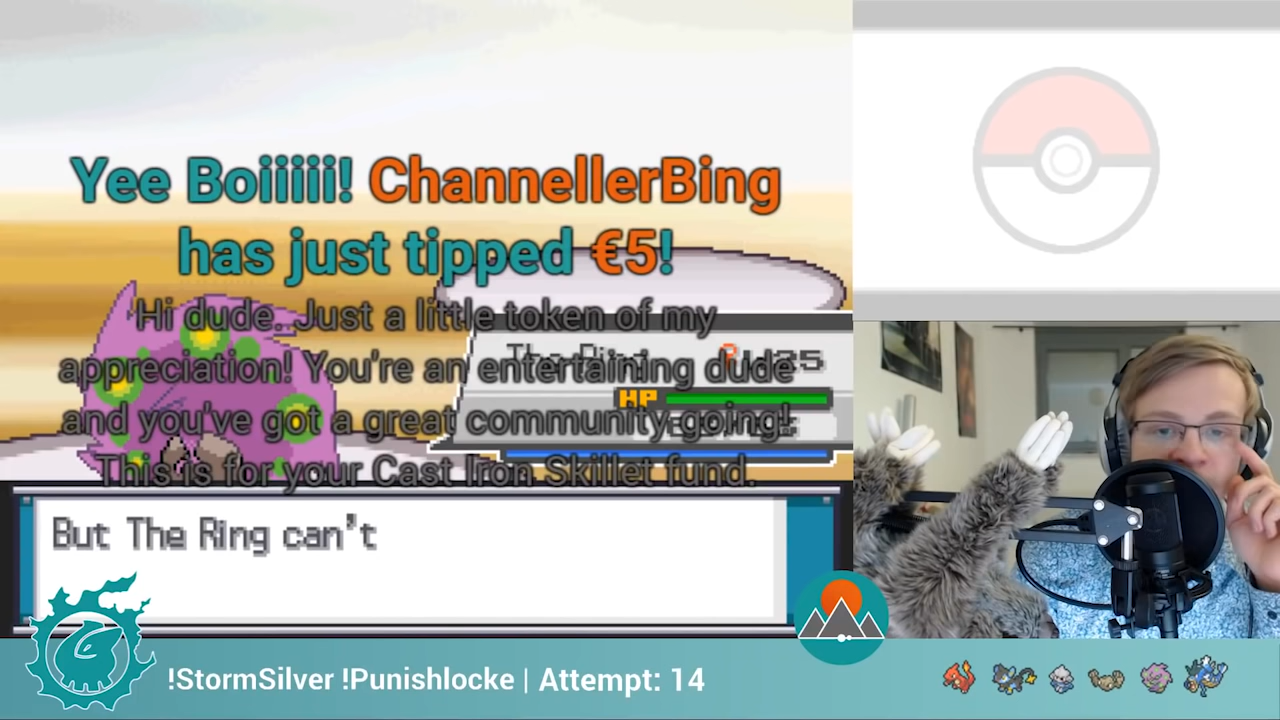 Yee Boiiiii! ChannellerBing
has just tipped €5!
Hi dude. Just a little token of my
appreciation! You're an entertaining dude
and you've got a great community going!
This is for your Cast Iron Skillet fund.
HP
But The Ring can't
!StormSilver !Punishlocke | Attempt: 14